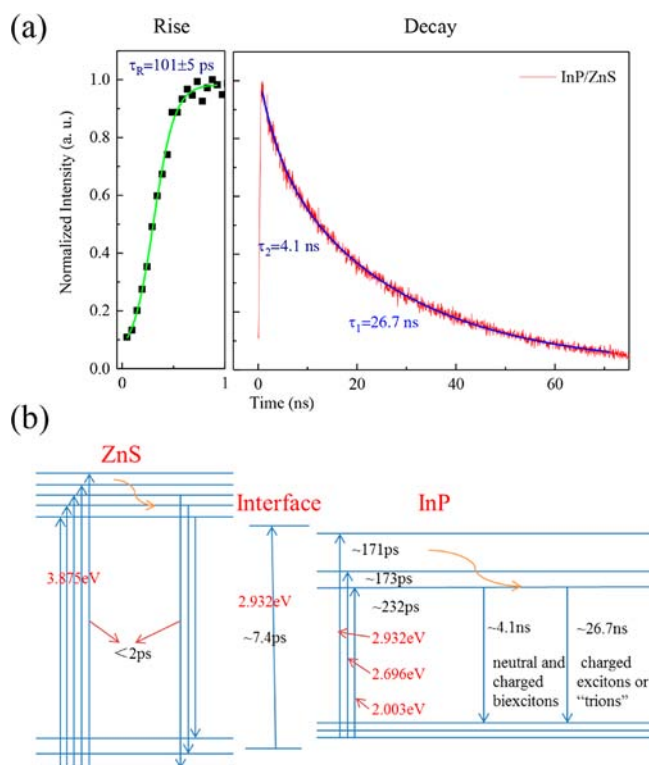 (a)
Rise
Decay
τR=101±5 ps
InP/ZnS
1.0
0.8
0.6
0.4
0.2
0.0
Normalized Intensity (a. u.)
τ2=4.1 ns
τ1=26.7 ns
0
1
0
20
40
60
Time (ns)
(b)
ZnS
Interface
InP
3.875eV
<2ps
2.932eV
~7.4ps
~171ps
~173ps
~232ps
2.932eV
2.696eV
2.003eV
~4.1ns
neutral and
charged
biexcitons
~26.7ns
charged
excitons or
“trions”